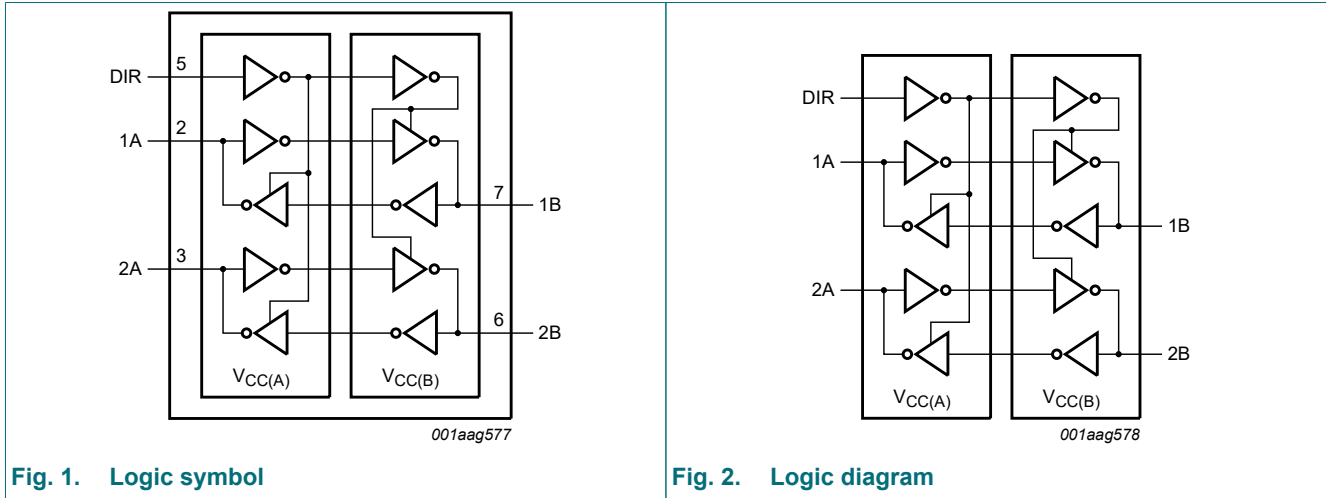 DIR
5
1A
2
7
1B
2A
3
6
2B
VCC(A)
VCC(B)
001aag577
Fig. 1. Logic symbol
DIR
1A
1B
2A
2B
VCC(A)
VCC(B)
001aag578
Fig. 2. Logic diagram